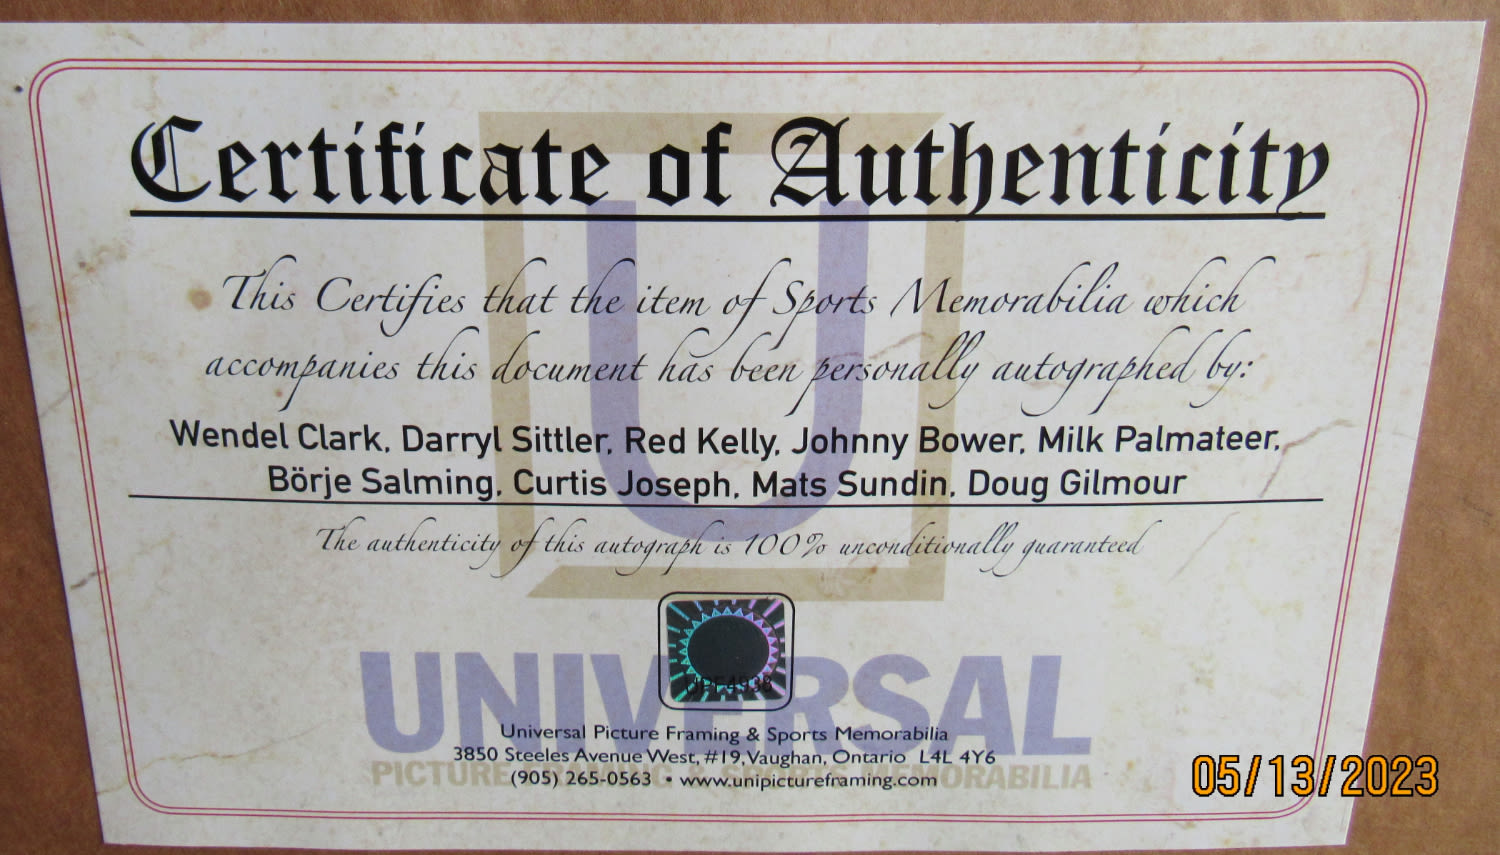 Certificate of Authenticity
This Certifies that the item of Sports Memorabilia which
accompanies this document has been personally autographed by:
Wendel Clark, Darryl Sittler, Red Kelly, Johnny Bower, Milk Palmateer,
Börje Salming, Curtis Joseph, Mats Sundin, Doug Gilmour
The authenticity of this autograph is 100% unconditionally guaranteed
U
UNIVERSAL
Universal Picture Framing & Sports Memorabilia
3850 Steeles Avenue West, #19, Vaughan, Ontario L4L 4Y6
PICTURE MEMORABILIA
(905) 265-0563 • www.unipictureframing.com
05/13/2023